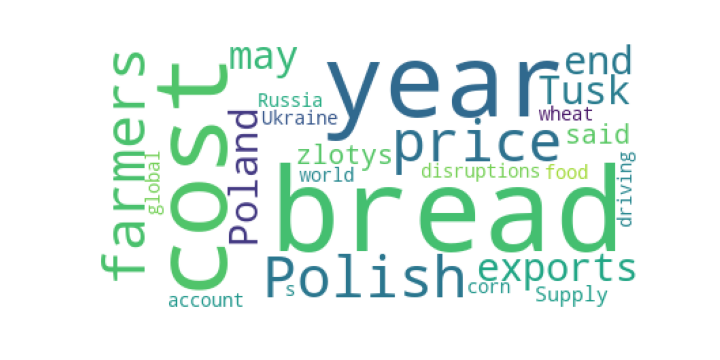 farmers
global
cost
may
Poland
year
Russia
Ukraine
zlotys
world
price
disruptions
food
bread
end
Tusk
wheat
said
driving
Polish
s
exports
corn
Supply
account